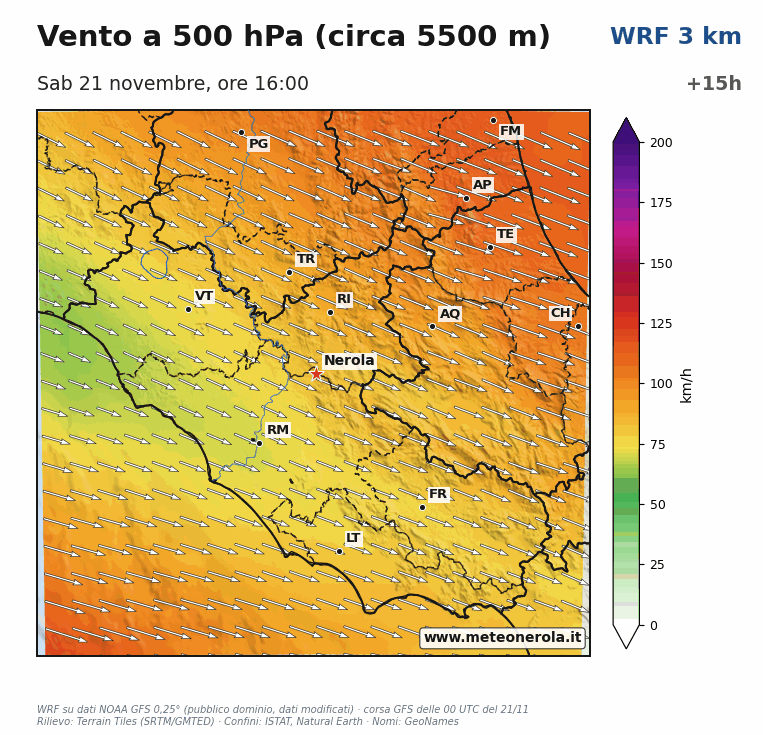 Vento a 500 hPa (circa 5500 m)
WRF 3 km
Sab 21 novembre, ore 16:00
+15h
PG
FM
AP
TE
TR
VT
RI
AQ
CH
Nerola
RM
FR
LT
www.meteonerola.it
200
175
150
125
100
75
50
25
0
km/h
WRF su dati NOAA GFS 0,25° (pubblico dominio, dati modificati) · corsa GFS delle 00 UTC del 21/11
Rilievo: Terrain Tiles (SRTM/GMTED) · Confini: ISTAT, Natural Earth · Nomi: GeoNames